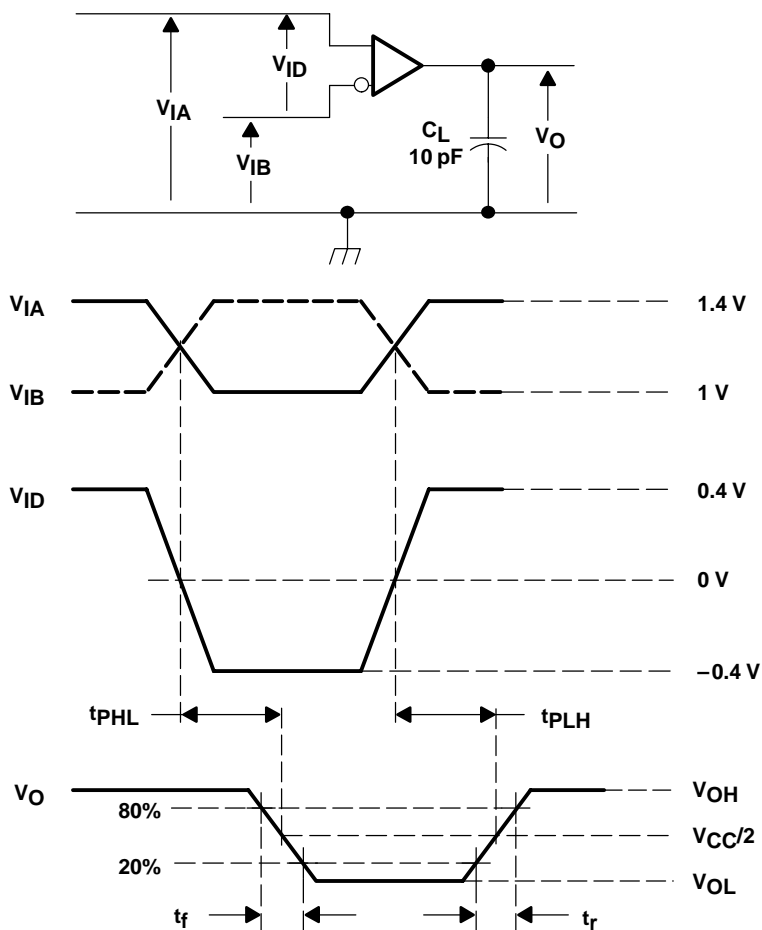 VID
VIA
VIB
CL
10 pF
VO
VIA
1.4 V
VIB
1 V
VID
0.4 V
0 V
–0.4 V
tPHL
tPLH
VO
VOH
80%
VCC/2
20%
VOL
tf
tr